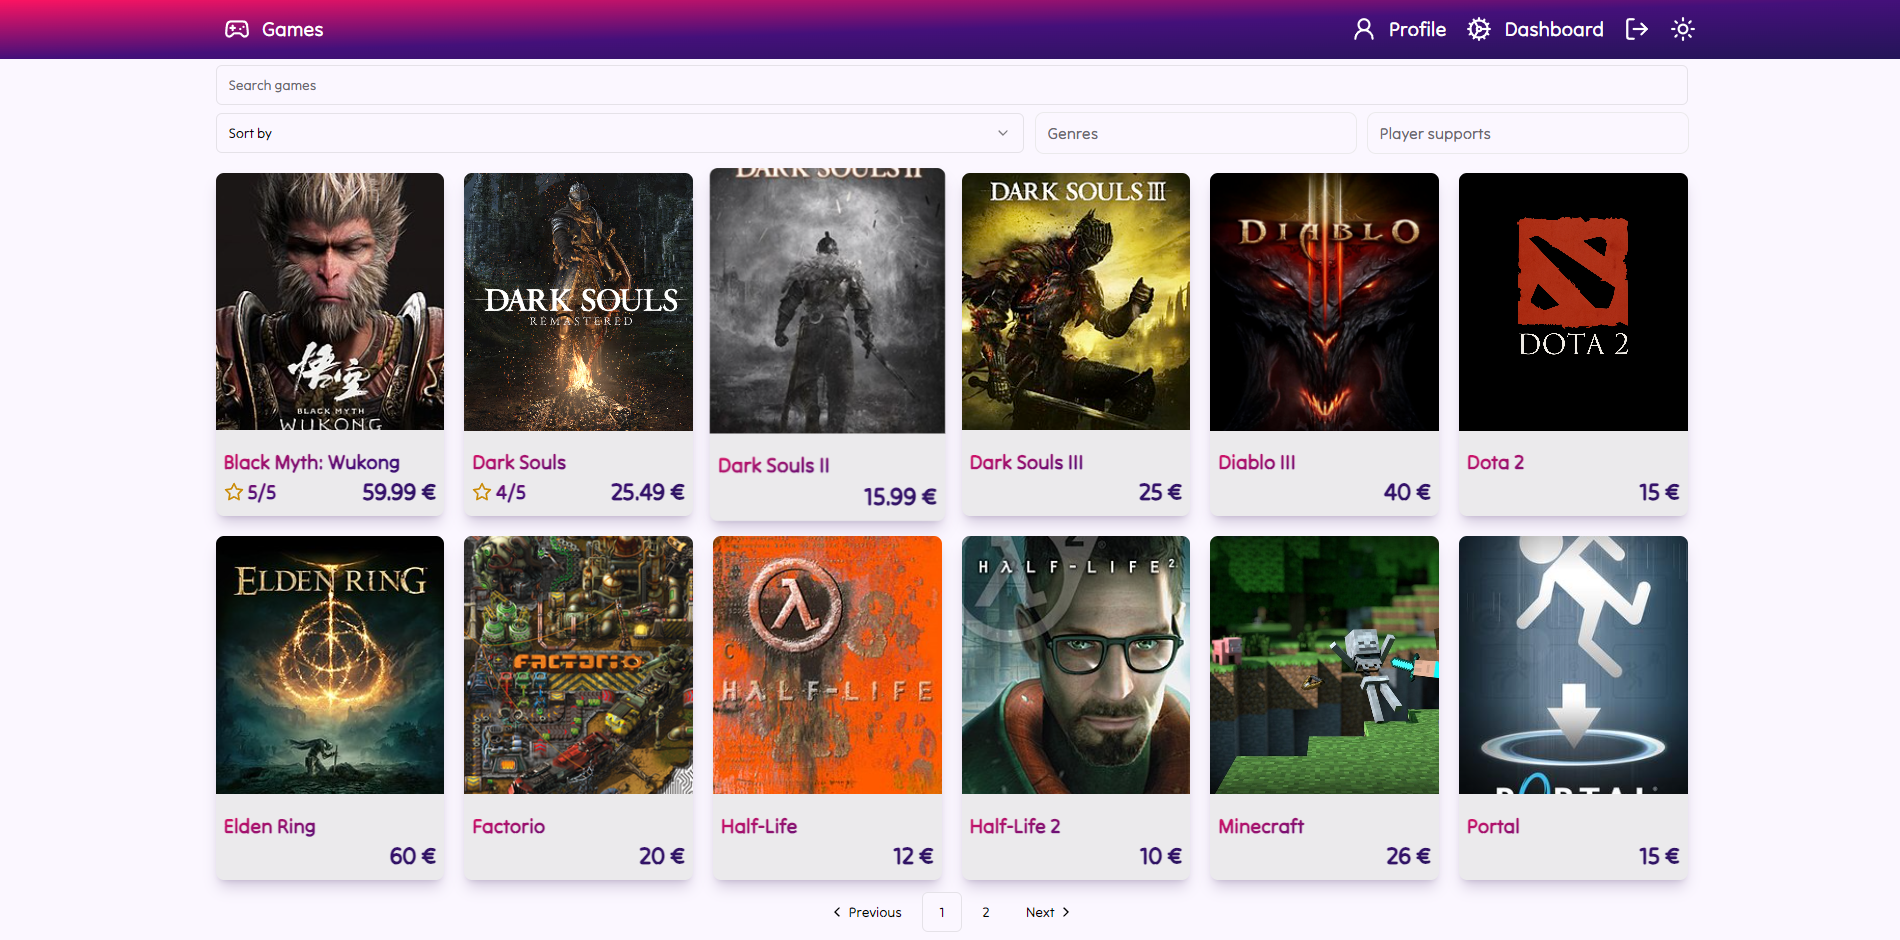 Games
Profile
Dashboard
Search games
Sort by
Genres
Player supports
悟空
BLACK MYTH
WUKONG
DARK SOULS
REMASTERED
DARK SOULS II
DARK SOULS III
DIABLO
III
DOTA 2
Black Myth: Wukong
5/5
59.99 €
Dark Souls
4/5
25.49 €
Dark Souls II
15.99 €
Dark Souls III
25 €
Diablo III
40 €
Dota 2
15 €
ELDEN RING
FACTORIO
HλLF-LIFE
HλLF-LIFE²
PORTAL
Elden Ring
60 €
Factorio
20 €
Half-Life
12 €
Half-Life 2
10 €
Minecraft
26 €
Portal
15 €
Previous
1
2
Next